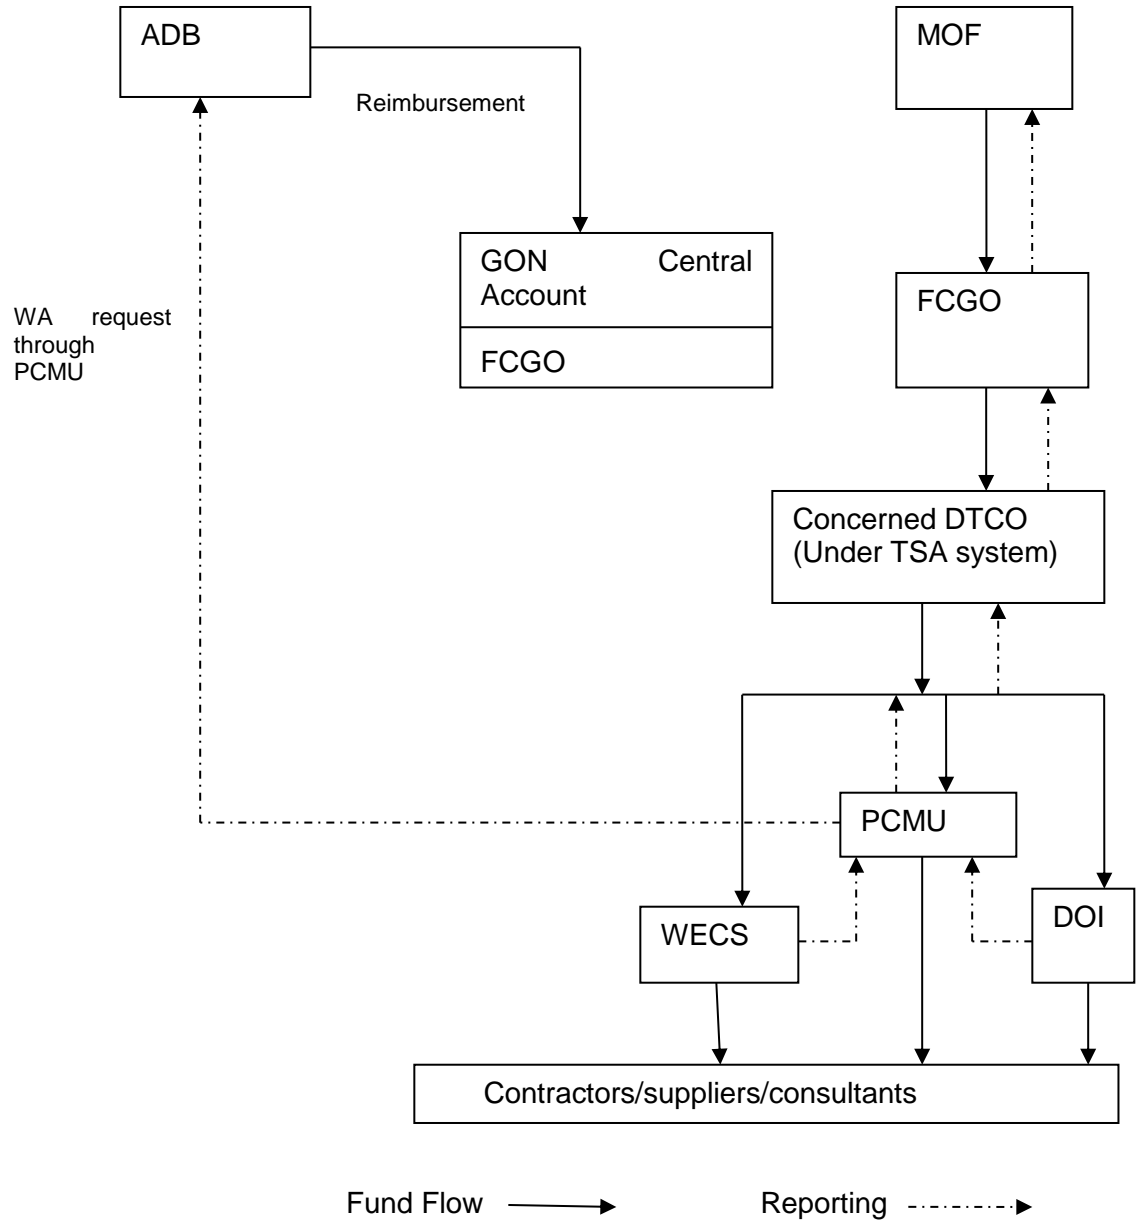 ADB
MOF
Reimbursement
GON Central
Account
FCGO
FCGO
WA request
through
PCMU
Concerned DTCO
(Under TSA system)
PCMU
WECS
DOI
Contractors/suppliers/consultants
Fund Flow
Reporting